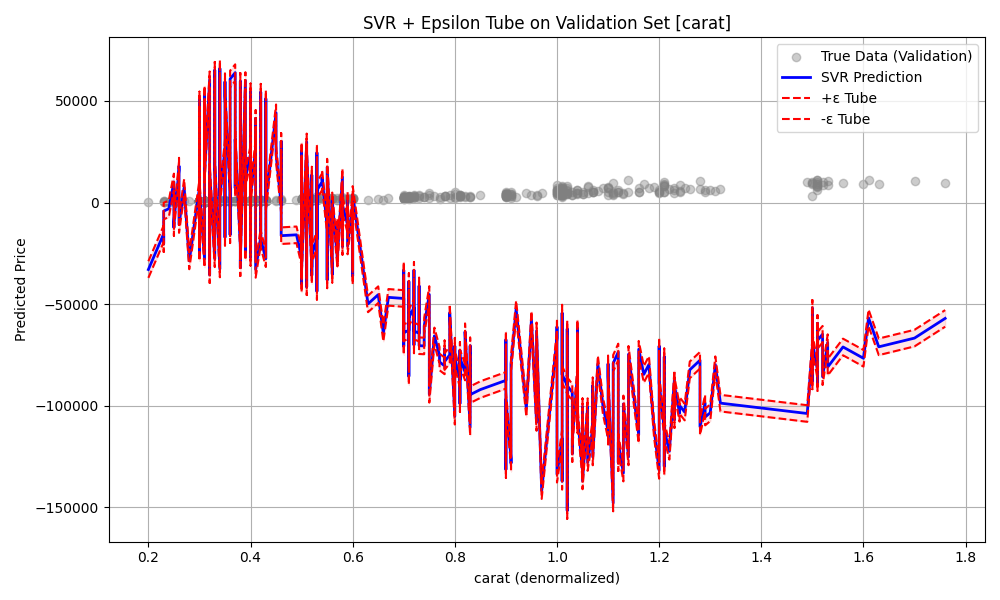 SVR + Epsilon Tube on Validation Set [carat]
True Data (Validation)
SVR Prediction
+ε Tube
-ε Tube
Predicted Price
50000
0
−50000
−100000
−150000
0.2 0.4 0.6 0.8 1.0 1.2 1.4 1.6 1.8
carat (denormalized)